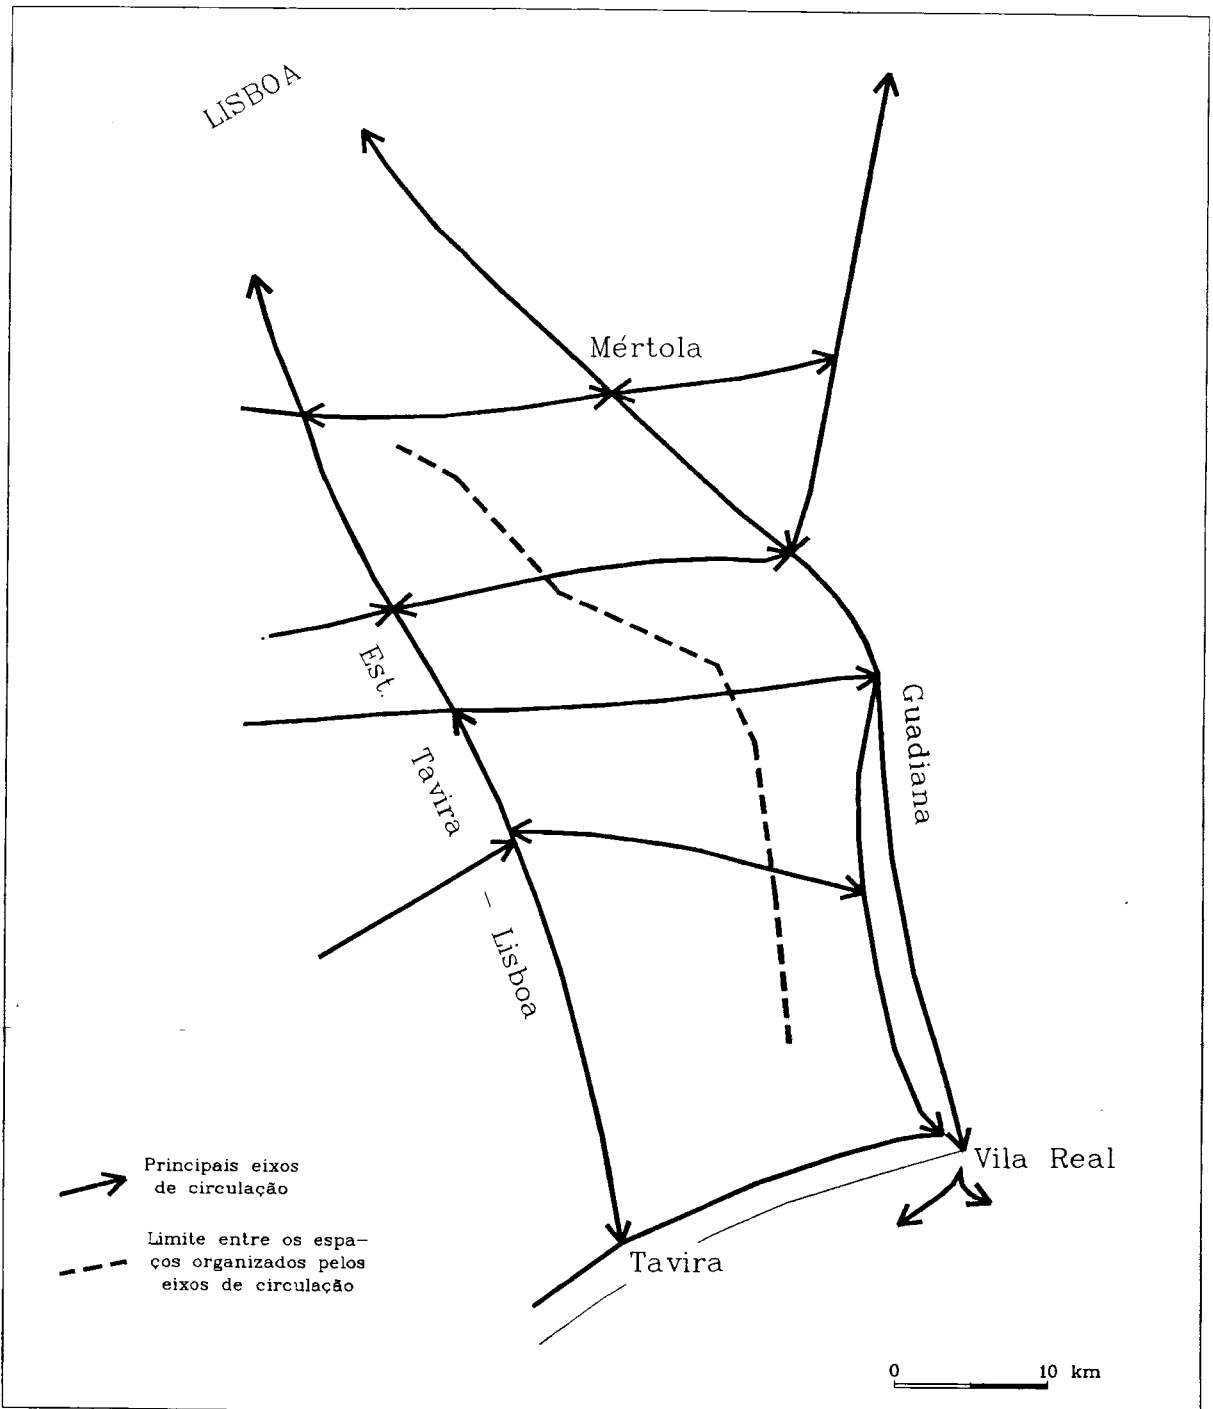 LISBOA
Mértola
Est.
Tavira
– Lisboa
Guadiana
Vila Real
Tavira
Principais eixos
de circulação
Limite entre os espa–
ços organizados pelos
eixos de circulação
0 10 km